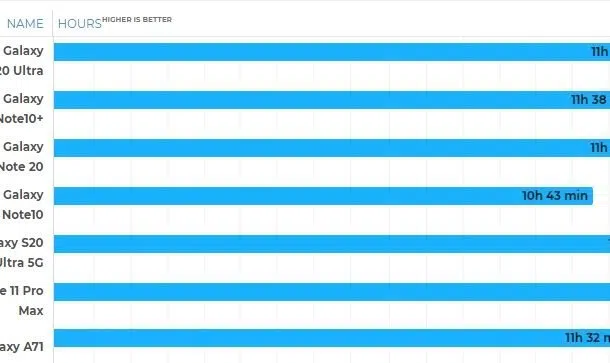 NAME HOURS HIGHER IS BETTER
Galaxy 11h
20 Ultra
Galaxy 11h 38
Note10+
Galaxy 11h
Note 20
Galaxy 10h 43 min
Note10
axy S20
Ultra 5G
e 11 Pro
Max
axy A71 11h 32 m